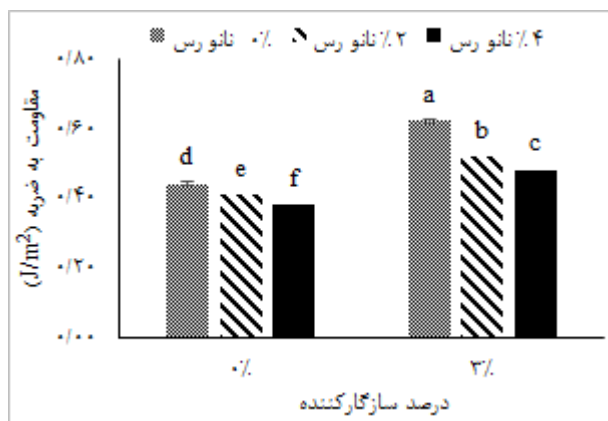 ۰٪ نانو رس ۲٪ نانو رس ۴٪ نانو رس
مقاومت به ضربه (J/m²)
۰/۸۰
۰/۶۰
۰/۴۰
۰/۲۰
۰/۰۰
d e f a b c
۰٪ ۳٪
درصد سازگارکننده